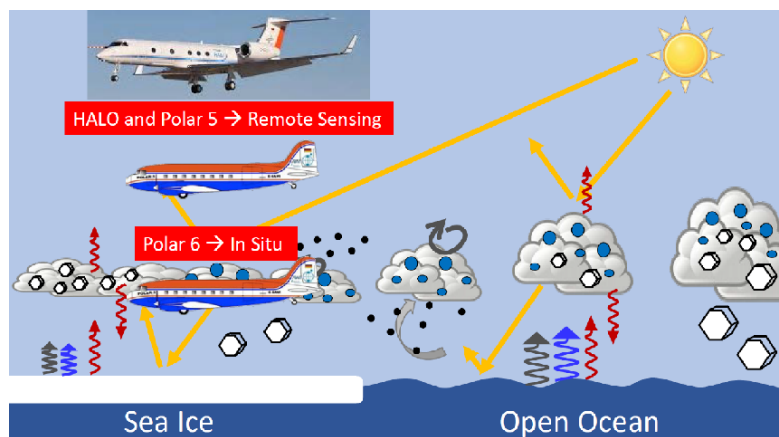 HALO and Polar 5 → Remote Sensing
Polar 6 → In Situ
Sea Ice
Open Ocean